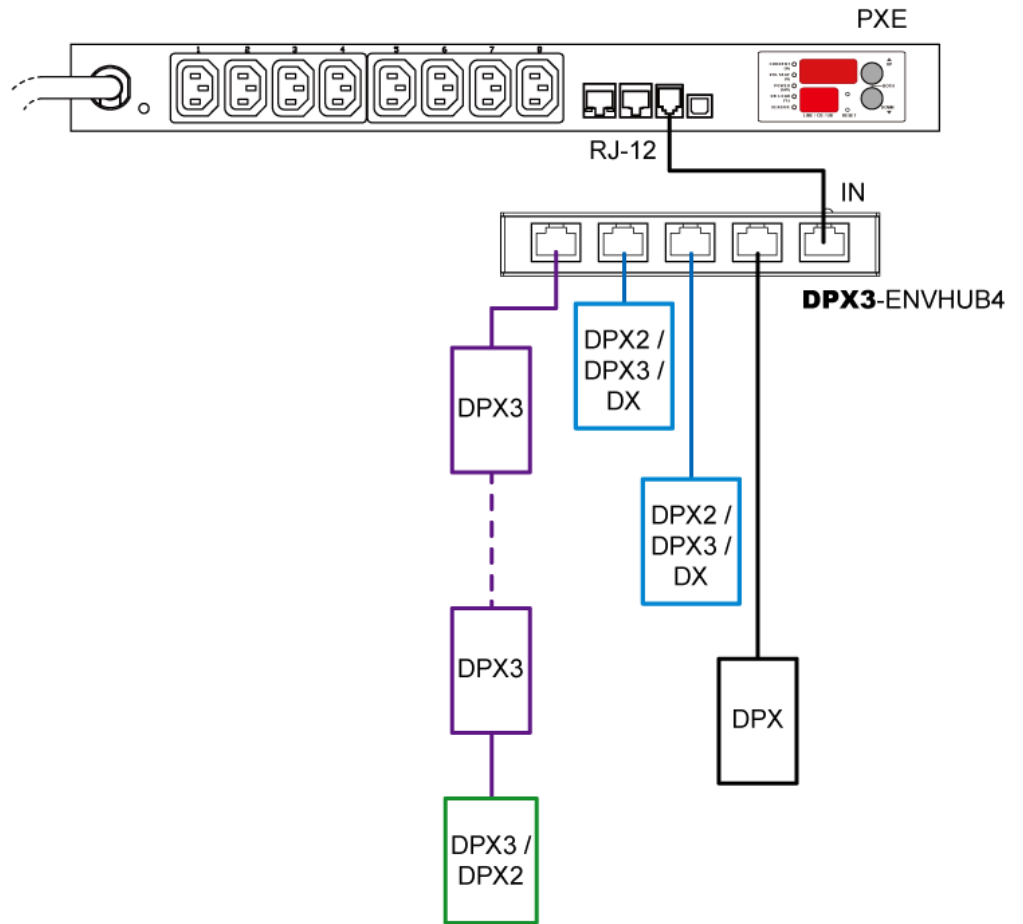 PXE
1 2 3 4 5 6 7 8
RJ-12
IN
DPX3-ENVHUB4
DPX2 /
DPX3 /
DX
DPX3
DPX2 /
DPX3 /
DX
DPX3
DPX
DPX3 /
DPX2